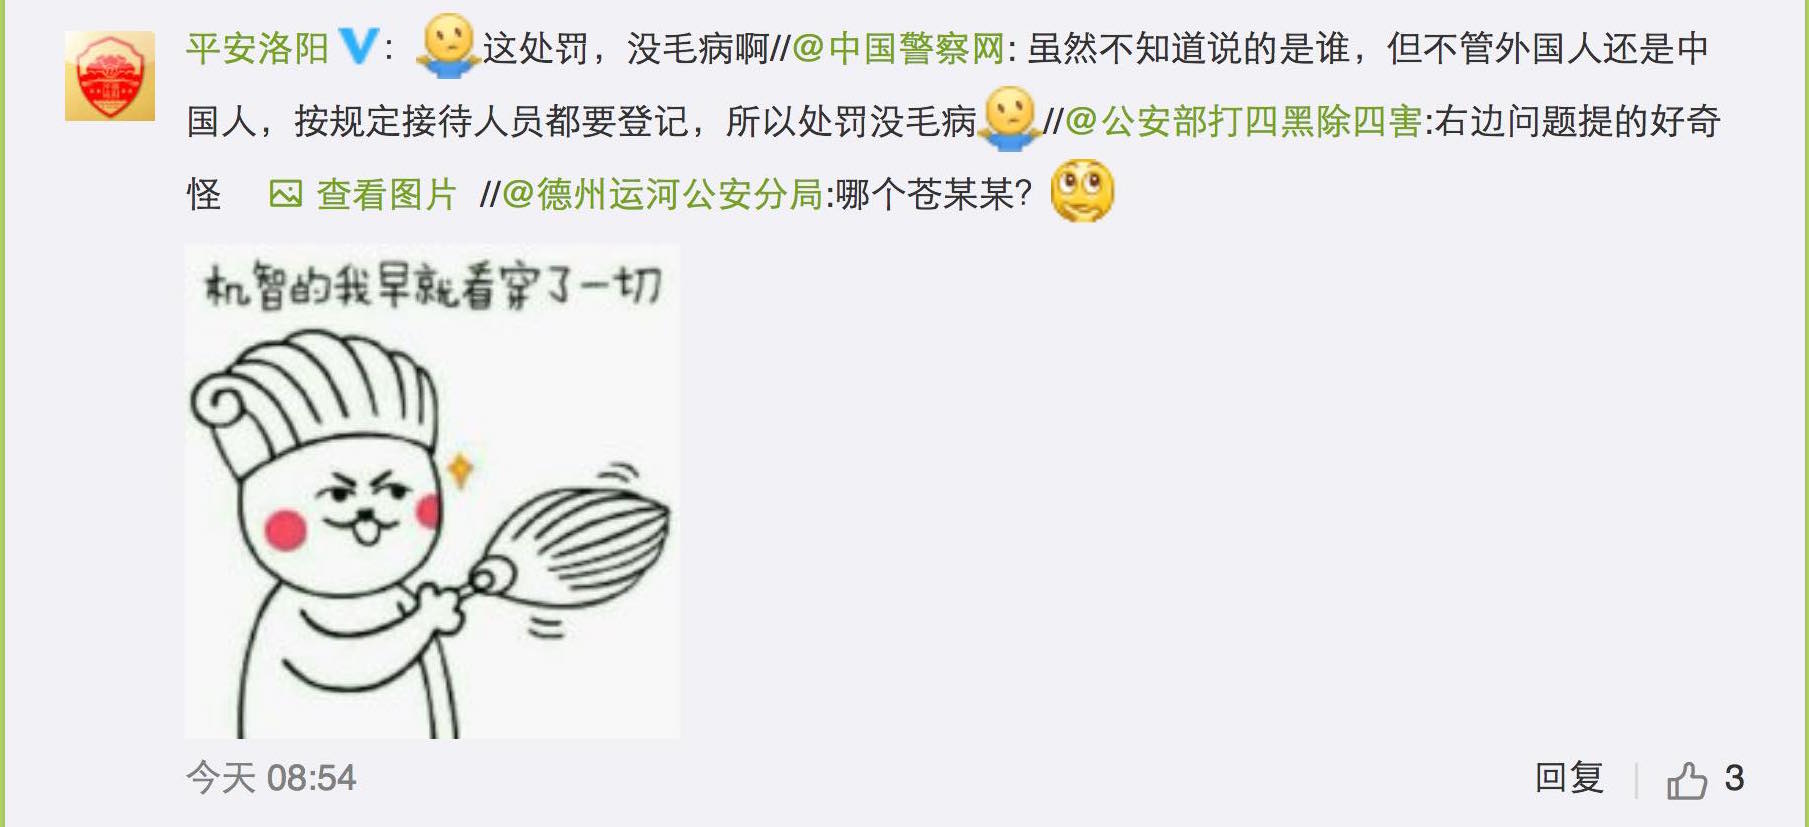 平安洛阳：这处罚，没毛病啊//@中国警察网: 虽然不知道说的是谁，但不管外国人还是中
国人，按规定接待人员都要登记，所以处罚没毛病//@公安部打四黑除四害:右边问题提的好奇
怪 查看图片 //@德州运河公安分局:哪个苍某某？
机智的我早就看穿了一切
今天 08:54
回复 3